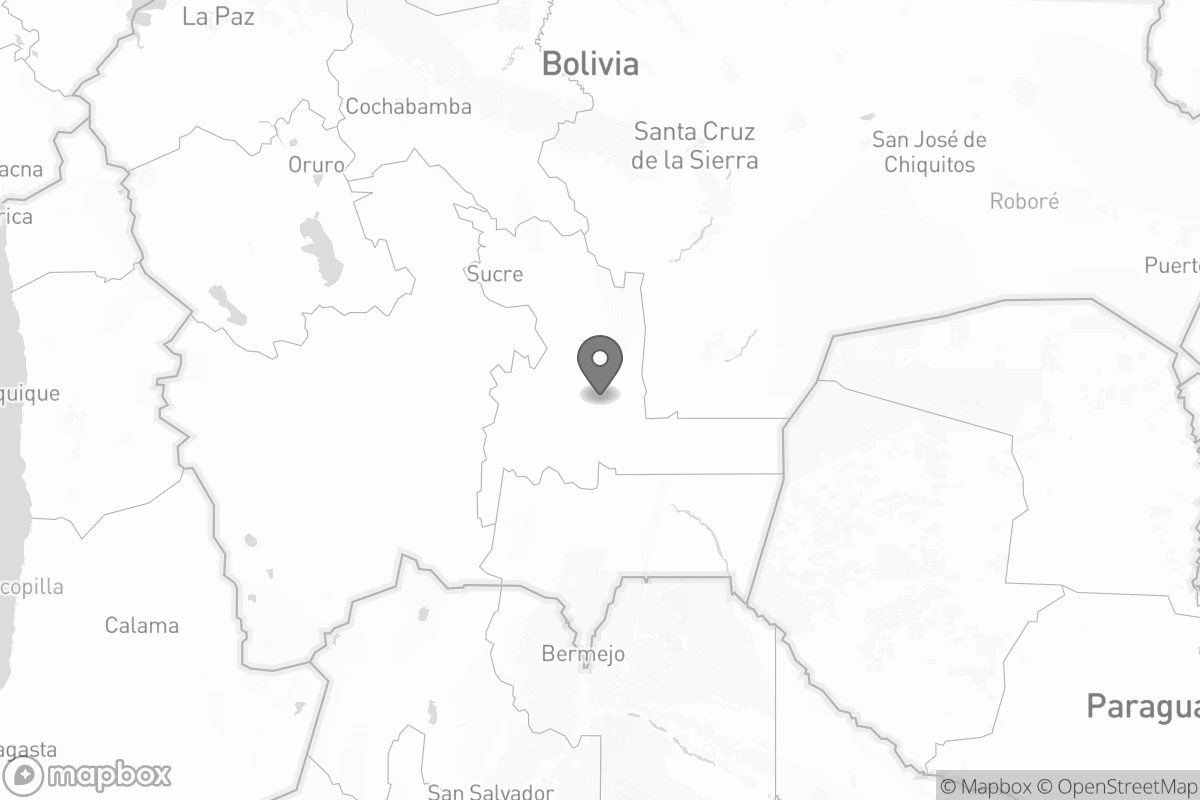 La Paz
Bolivia
Cochabamba
Santa Cruz
de la Sierra
San José de
Chiquitos
Oruro
acna
Roboré
rica
Puerto
Sucre
quique
copilla
Calama
Bermejo
Paragua
agasta
mapbox
San Salvador
© Mapbox © OpenStreetMap